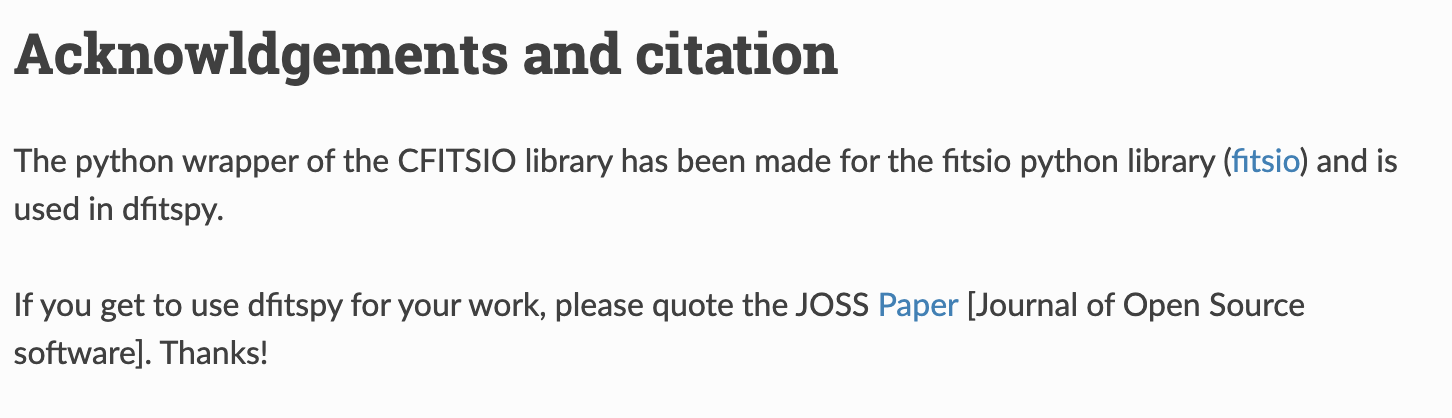 Acknowldgements and citation
The python wrapper of the CFITSIO library has been made for the fitsio python library (fitsio) and is
used in dfitspy.
If you get to use dfitspy for your work, please quote the JOSS Paper [Journal of Open Source
software]. Thanks!